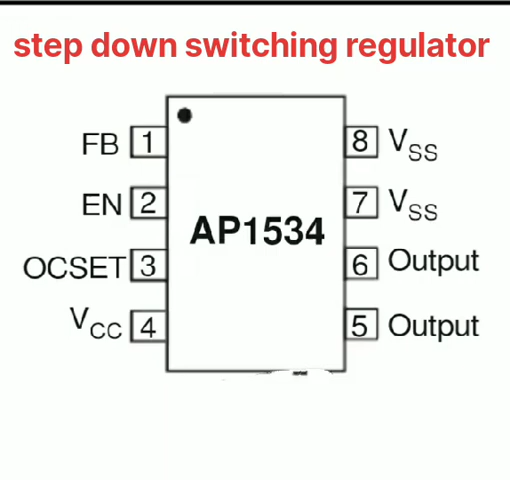 step down switching regulator
FB 1
8 VSS
EN 2
7 VSS
AP1534
OCSET 3
6 Output
VCC 4
5 Output